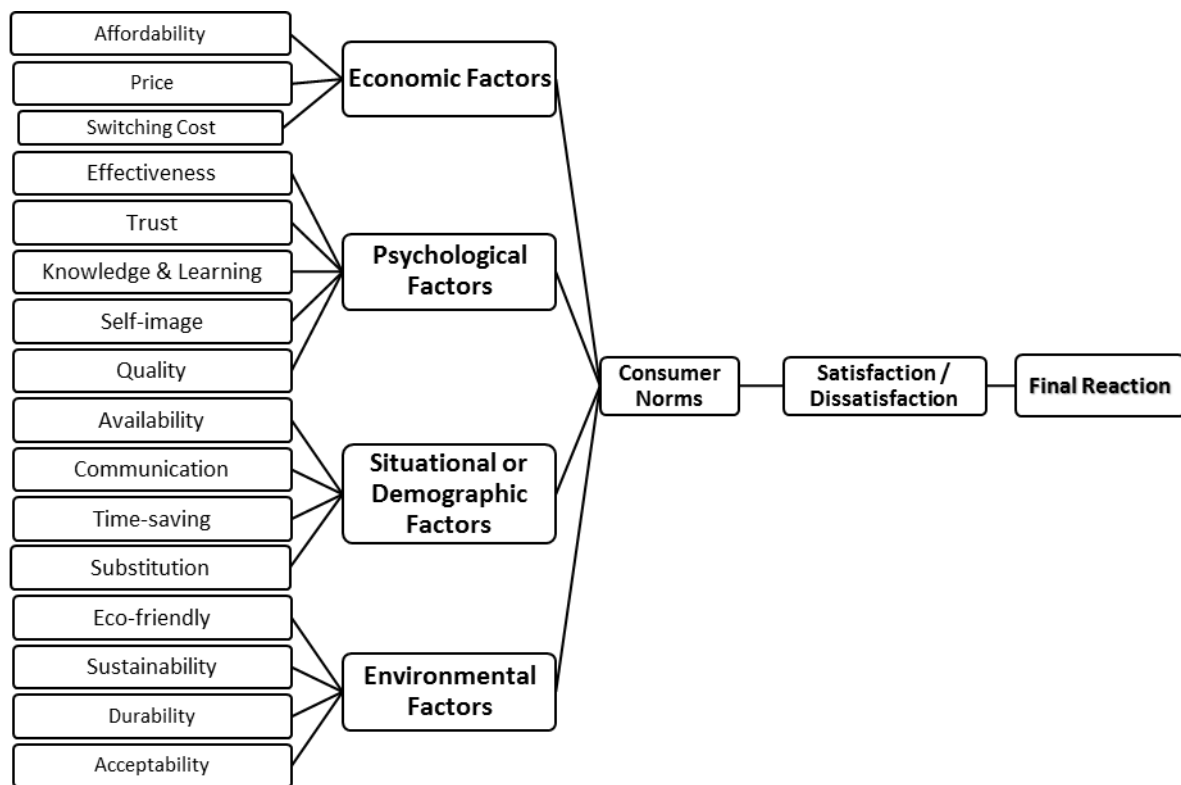 Affordability
Price
Switching Cost
Economic Factors
Effectiveness
Trust
Knowledge & Learning
Self-image
Quality
Psychological
Factors
Availability
Communication
Time-saving
Substitution
Situational or
Demographic
Factors
Eco-friendly
Sustainability
Durability
Acceptability
Environmental
Factors
Consumer
Norms
Satisfaction /
Dissatisfaction
Final Reaction